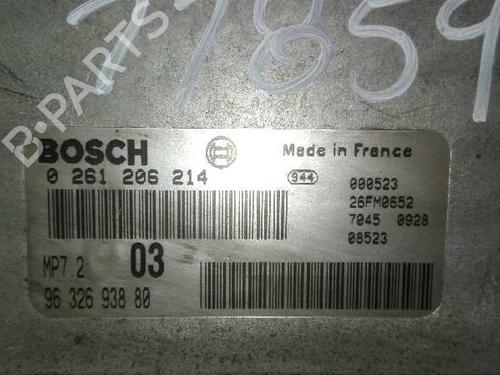 77859
B-PARTS
BOSCH
Made in France
0 261 206 214
944
000523
26FM0652
7045 0928
08523
MP7.2
03
96 326 938 80